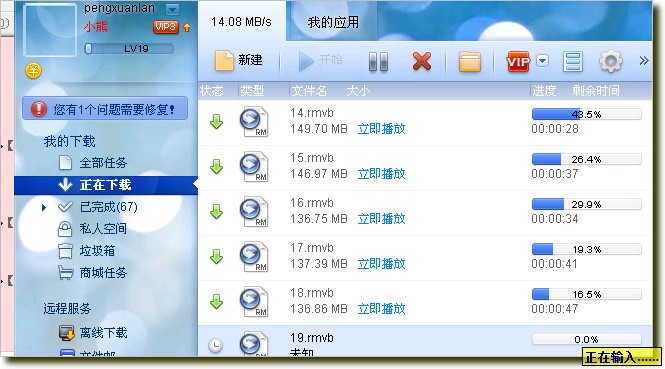 pengxuanlan
小熊
VIP3
LV19
您有1个问题需要修复!
我的下载
全部任务
正在下载
已完成(67)
私人空间
垃圾箱
商城任务
远程服务
离线下载
14.08 MB/s
我的应用
新建
开始
VIP
状态 类型 文件名 大小 进度 剩余时间
RM
14.rmvb
43.5%
149.70 MB 立即播放
00:00:28
RM
15.rmvb
26.4%
146.97 MB 立即播放
00:00:37
RM
16.rmvb
29.9%
136.75 MB 立即播放
00:00:34
RM
17.rmvb
19.3%
137.39 MB 立即播放
00:00:41
RM
18.rmvb
16.5%
136.86 MB 立即播放
00:00:47
RM
19.rmvb
0.0%
未知
正在输入......